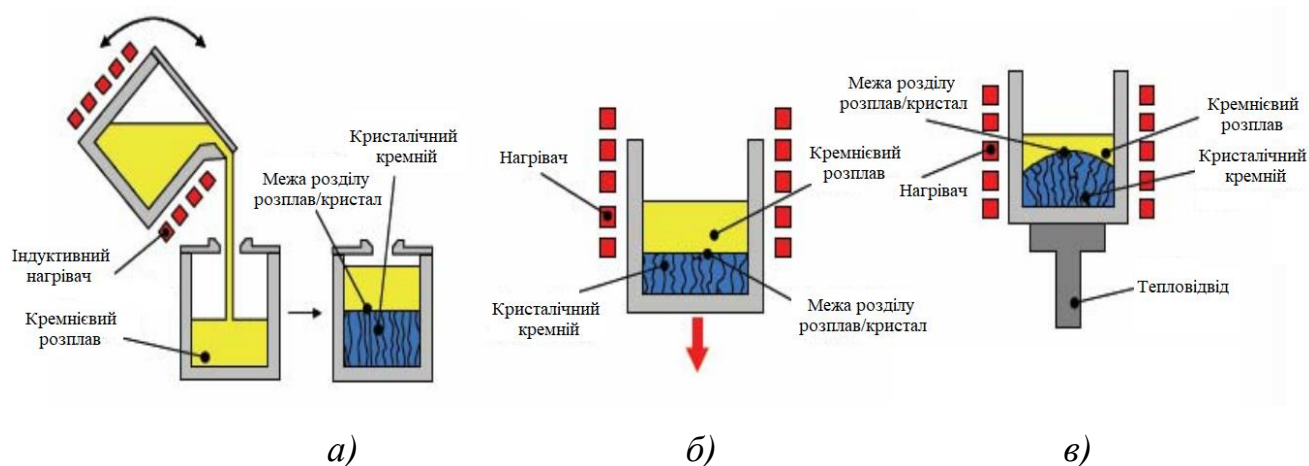 Індуктивний
нагрівач
Кремнієвий
розплав
Межа розділу
розплав/кристал
Кристалічний
кремній
Нагрівач
Кремнієвий
розплав
Кристалічний
кремній
Межа розділу
розплав/кристал
Межа розділу
розплав/кристал
Нагрівач
Кремнієвий
розплав
Кристалічний
кремній
Тепловідвід
а)
б)
в)